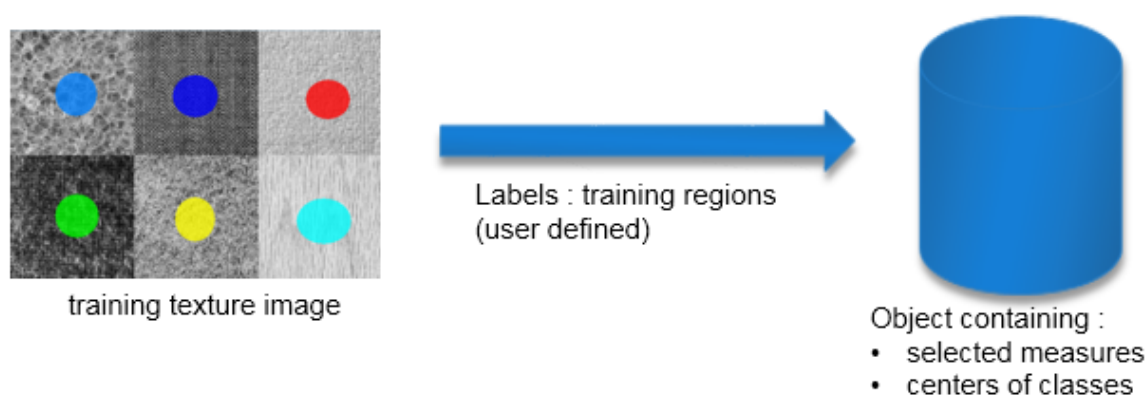 training texture image
Labels : training regions
(user defined)
Object containing :
• selected measures
• centers of classes